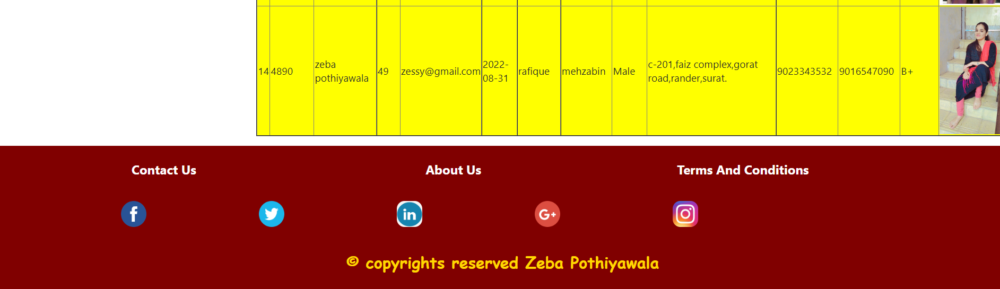 14 4890 zeba pothiyawala 49 zessy@gmail.com 2022-08-31 rafique mehzabin Male c-201,faiz complex,gorat road,rander,surat. 9023343532 9016547090 B+
Contact Us About Us Terms And Conditions
f in G+
© copyrights reserved Zeba Pothiyawala